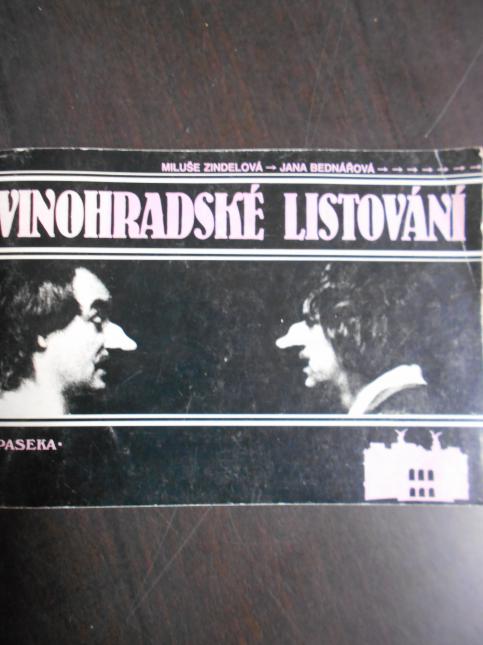 MILUŠE ZINDELOVÁ → JANA BEDNÁŘOVÁ → → → → → → →
VINOHRADSKÉ LISTOVÁNÍ
PASEKA·